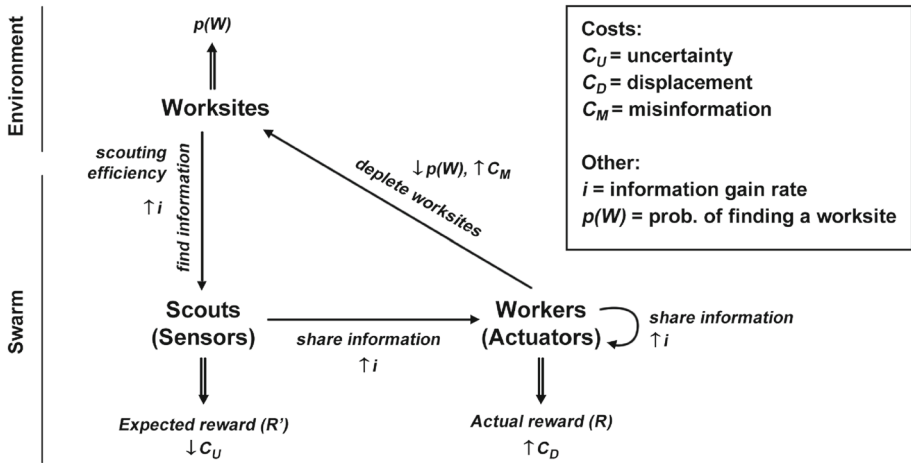 Environment
Swarm
p(W)
Worksites
scouting
efficiency
↑i
find information
↓p(W), ↑C_M
deplete worksites
Scouts
(Sensors)
share information
↑i
Workers
(Actuators)
share information
↑i
Expected reward (R')
↓C_U
Actual reward (R)
↑C_D
Costs:
C_U = uncertainty
C_D = displacement
C_M = misinformation
Other:
i = information gain rate
p(W) = prob. of finding a worksite